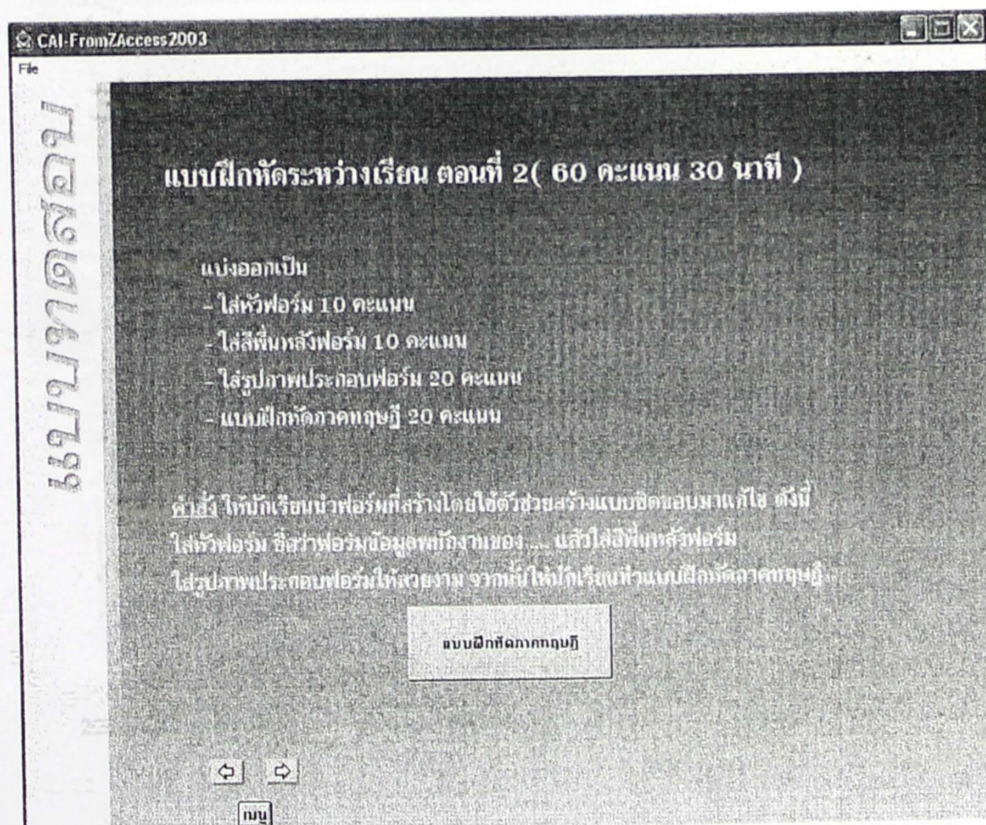 CAI-FromZAccess2003
File
แบบทดสอบ
แบบฝึกหัดระหว่างเรียน ตอนที่ 2( 60 คะแนน 30 นาที )
แบ่งออกเป็น
- ใส่หัวฟอร์ม 10 คะแนน
- ใส่สีพื้นหลังฟอร์ม 10 คะแนน
- ใส่รูปภาพประกอบฟอร์ม 20 คะแนน
- แบบฝึกหัดภาคทฤษฎี 20 คะแนน
คำสั่ง ให้นักเรียนนำฟอร์มที่สร้างโดยใช้ตัวช่วยสร้างแบบชิดขอบมาแก้ไข ดังนี้
ใส่หัวฟอร์ม ชื่อว่าฟอร์มข้อมูลพนักงานของ .... แล้วใส่สีพื้นหลังฟอร์ม
ใส่รูปภาพประกอบฟอร์มให้สวยงาม จากนั้นให้นักเรียนทำแบบฝึกหัดภาคทฤษฎี
แบบฝึกหัดภาคทฤษฎี
เมนู